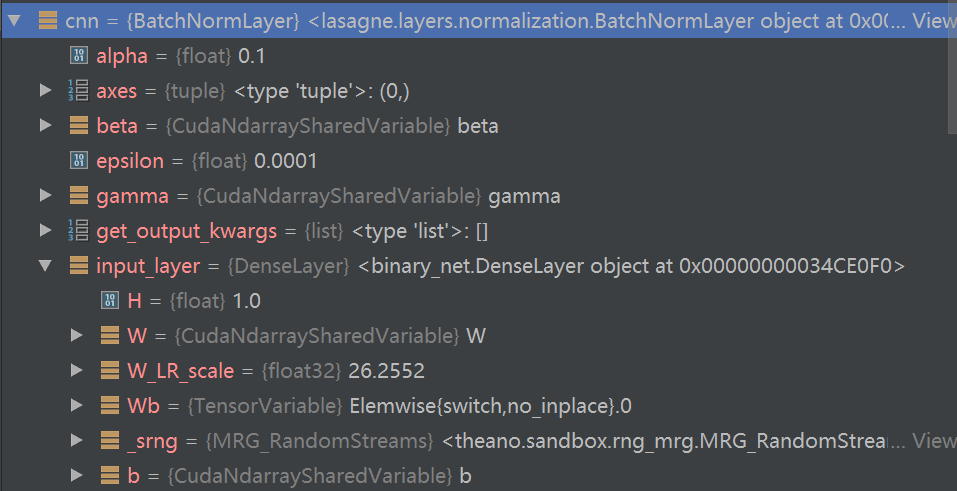 cnn = {BatchNormLayer} <lasagne.layers.normalization.BatchNormLayer object at 0x0(... View
alpha = {float} 0.1
axes = {tuple} <type 'tuple'>: (0,)
beta = {CudaNdarraySharedVariable} beta
epsilon = {float} 0.0001
gamma = {CudaNdarraySharedVariable} gamma
get_output_kwargs = {list} <type 'list'>: []
input_layer = {DenseLayer} <binary_net.DenseLayer object at 0x00000000034CE0F0>
H = {float} 1.0
W = {CudaNdarraySharedVariable} W
W_LR_scale = {float32} 26.2552
Wb = {TensorVariable} Elemwise{switch,no_inplace}.0
_srng = {MRG_RandomStreams} <theano.sandbox.rng_mrg.MRG_RandomStrea... View
b = {CudaNdarraySharedVariable} b